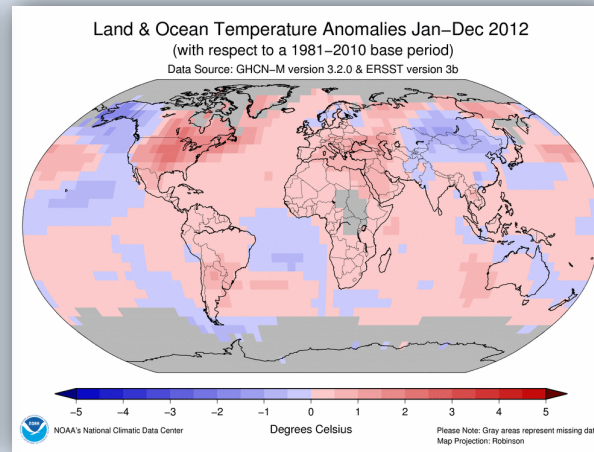 Land & Ocean Temperature Anomalies Jan–Dec 2012
(with respect to a 1981–2010 base period)
Data Source: GHCN–M version 3.2.0 & ERSST version 3b
−5 −4 −3 −2 −1 0 1 2 3 4 5
NOAA's National Climatic Data Center
Degrees Celsius
Please Note: Gray areas represent missing dat
Map Projection: Robinson